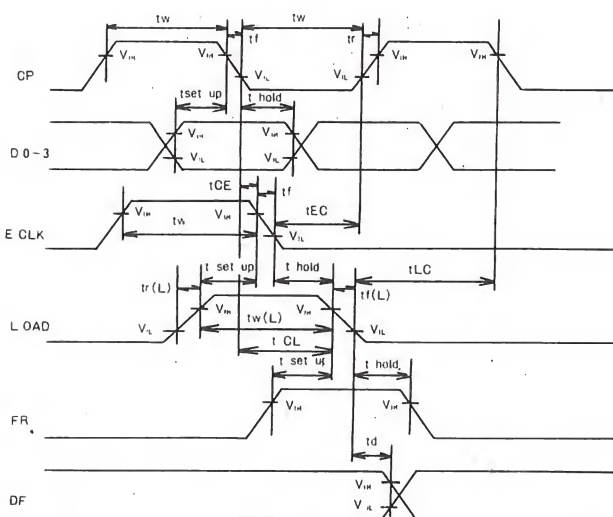 tw tf tw tr
CP VIH VIH VIL VIL VIH VIH
tset up t hold
D 0-3 VIH VIL VIH VIL
tCE tf tEC
E CLK VIH tw VIH VIL
tr(L) t set up t hold tf(L) tLC
LOAD VIL VIH tw(L) VIH VIL
t CL
t set up t hold
FR. VIH VIH
td
DF VIH VIL